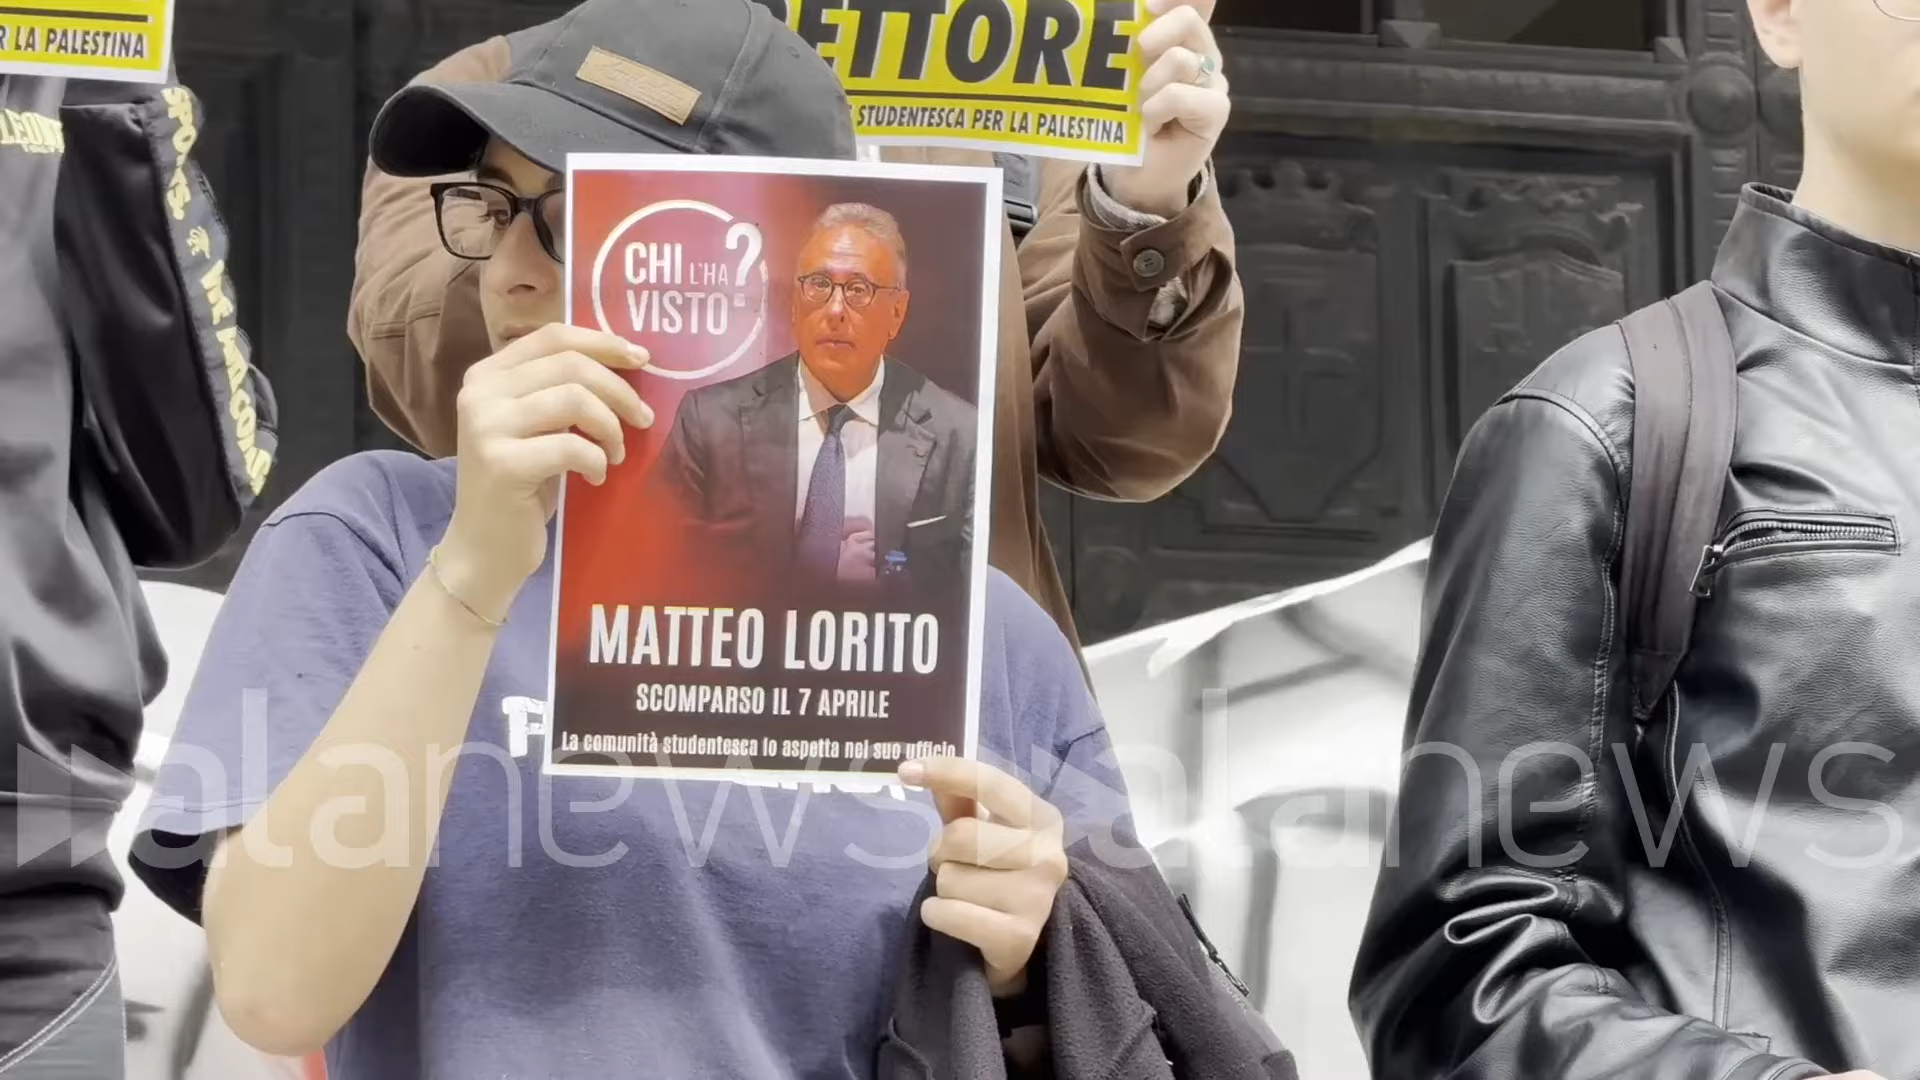 R LA PALESTINA
RETTORE
STUDENTESCA PER LA PALESTINA
CHI L'HA
VISTO?
MATTEO LORITO
SCOMPARSO IL 7 APRILE
La comunità studentesca lo aspetta nel suo ufficio
alanews alanews